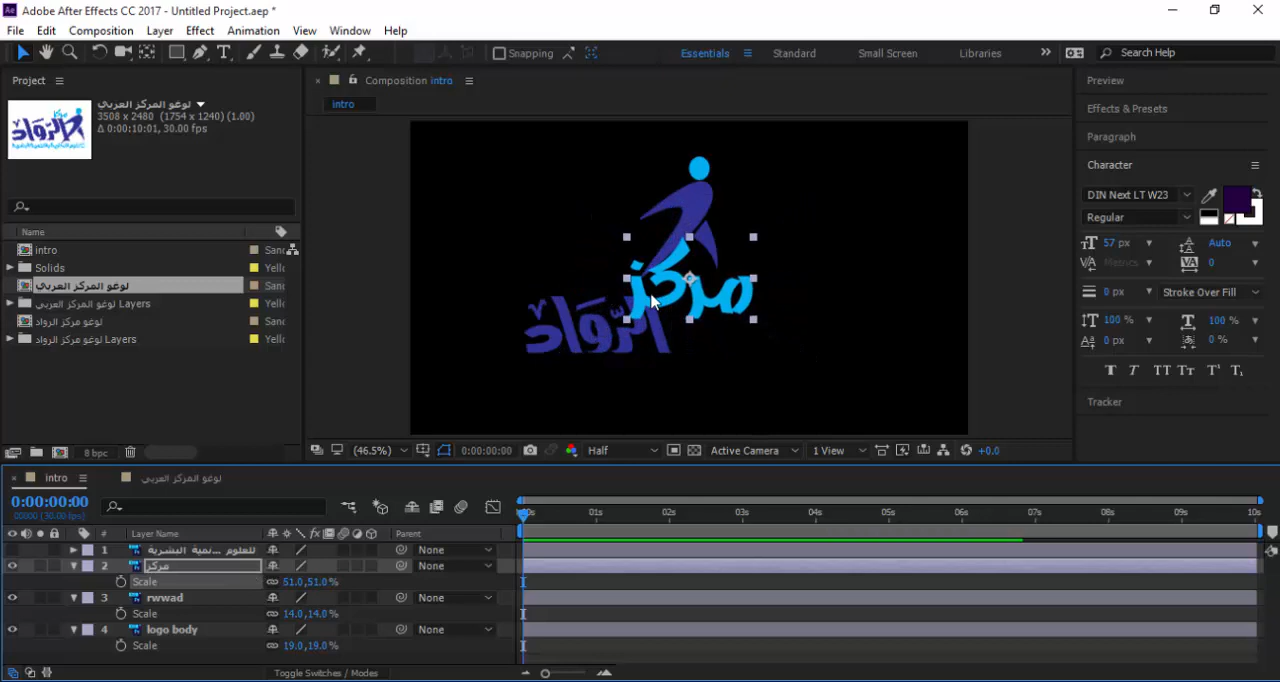 Adobe After Effects CC 2017 - Untitled Project.aep *
File Edit Composition Layer Effect Animation View Window Help
Snapping Essentials Standard Small Screen Libraries Search Help
Project
لوغو المركز العربي
3508 x 2480 (1754 x 1240) (1.00)
Δ 0:00:10:01, 30.00 fps
Composition intro
intro
مركز
الرواد
Name
intro
Solids Yello
لوغو المركز العربي
لوغو المركز العربي Layers Yello
لوغو مركز الرواد
لوغو مركز الرواد Layers Yello
8 bpc
(46.5%) 0:00:00:00 Half Active Camera 1 View +0.0
Preview
Effects & Presets
Paragraph
Character
DIN Next LT W23
Regular
57 px Auto
Metrics 0
0 px Stroke Over Fill
100 % 100 %
0 px 0 %
Tracker
intro لوغو المركز العربي
0:00:00:00
00000 (30.00 fps)
01s 02s 03s 04s 05s 06s 07s 08s 09s 10s
# Layer Name Parent
1 للعلوم ...نمية البشرية None
2 مركز None
Scale 51.0,51.0%
3 rwwad None
Scale 14.0,14.0%
4 logo body None
Scale 19.0,19.0%
Toggle Switches / Modes